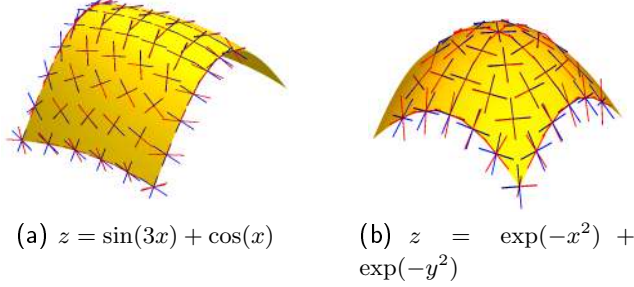 (a) z = sin(3x) + cos(x)
(b) z = exp(−x²) +
exp(−y²)